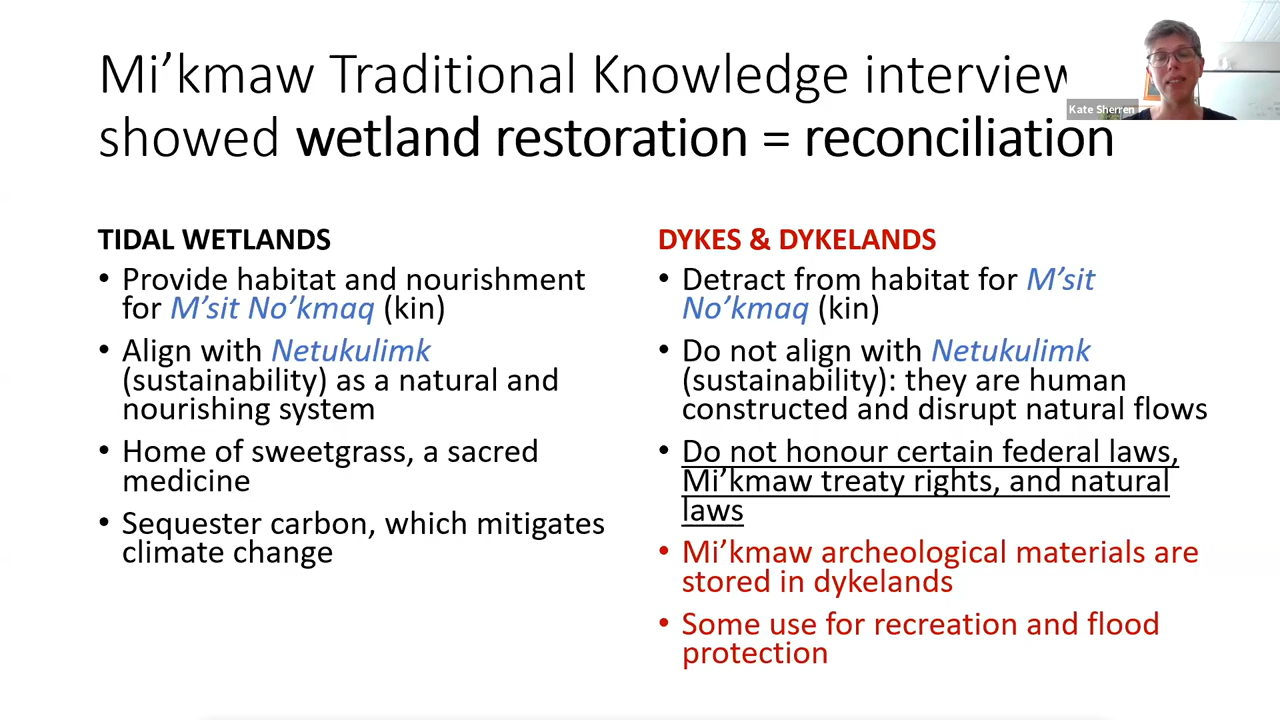 Mi'kmaw Traditional Knowledge interview
showed wetland restoration = reconciliation
Kate Sherren
TIDAL WETLANDS
• Provide habitat and nourishment
for M'sit No'kmaq (kin)
• Align with Netukulimk
(sustainability) as a natural and
nourishing system
• Home of sweetgrass, a sacred
medicine
• Sequester carbon, which mitigates
climate change
DYKES & DYKELANDS
• Detract from habitat for M'sit
No'kmaq (kin)
• Do not align with Netukulimk
(sustainability): they are human
constructed and disrupt natural flows
• Do not honour certain federal laws,
Mi'kmaw treaty rights, and natural
laws
• Mi'kmaw archeological materials are
stored in dykelands
• Some use for recreation and flood
protection